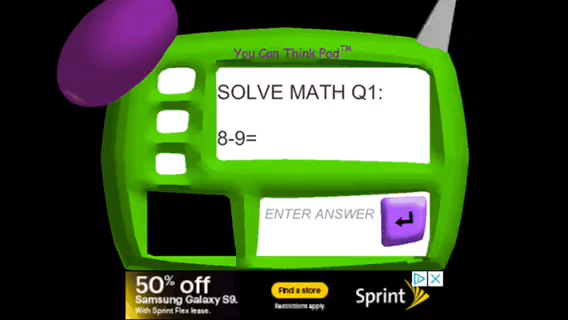 You Can Think Pad™
SOLVE MATH Q1:
8-9=
ENTER ANSWER
50% off
Samsung Galaxy S9.
With Sprint Flex lease.
Find a store
Restrictions apply.
Sprint